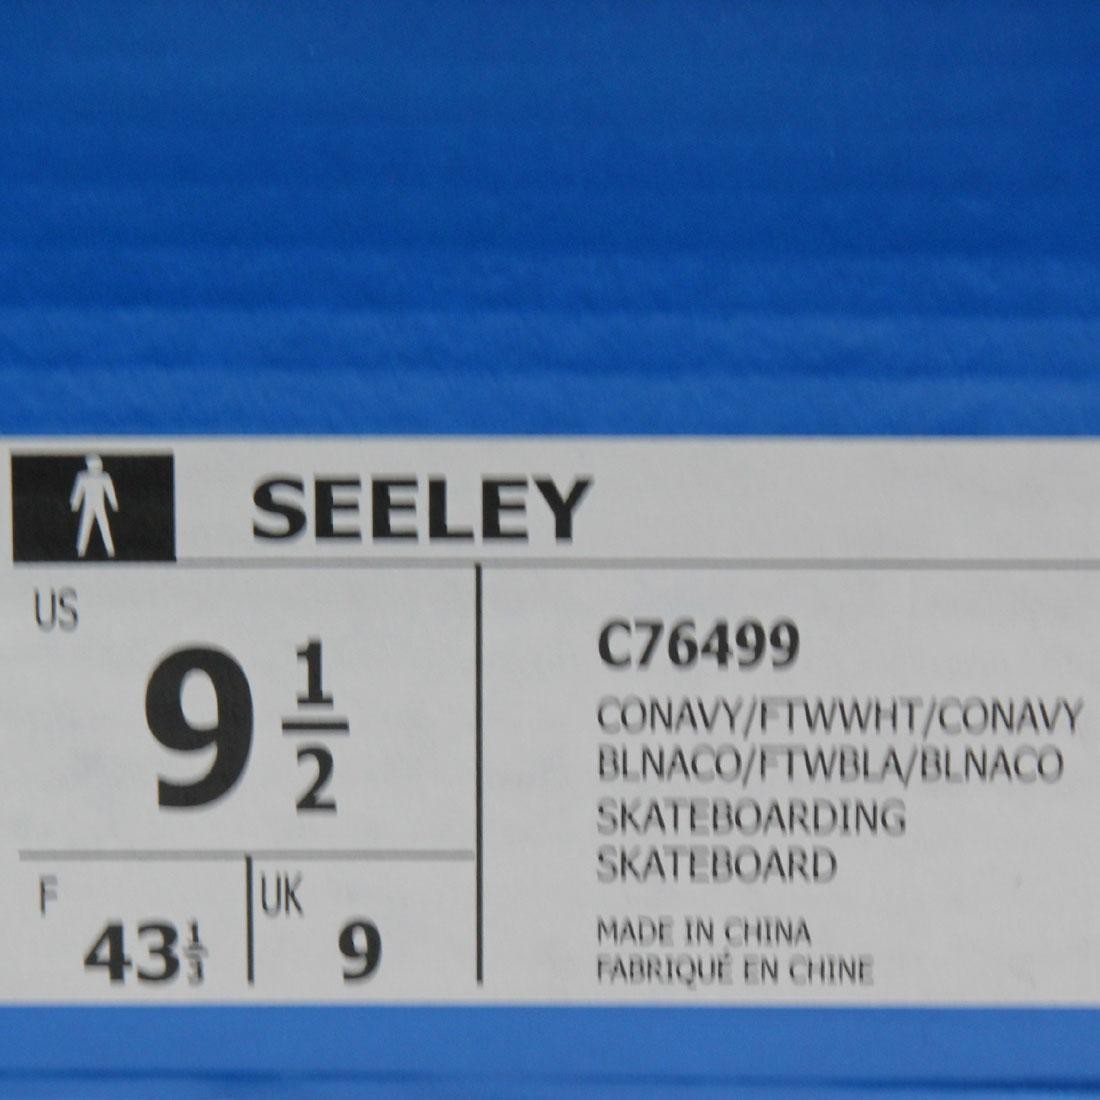 SEELEY
US
9 1/2
F
43 1/3
UK
9
C76499
CONAVY/FTWWHT/CONAVY
BLNACO/FTWBLA/BLNACO
SKATEBOARDING
SKATEBOARD
MADE IN CHINA
FABRIQUÉ EN CHINE